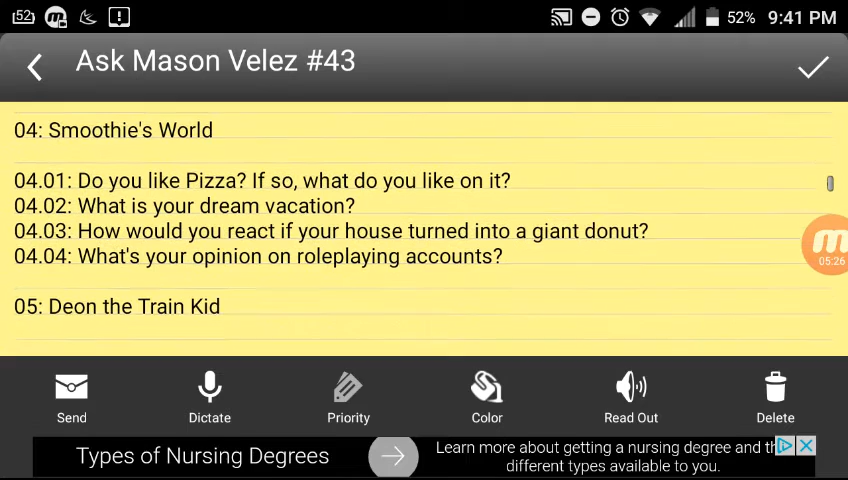 52 52% 9:41 PM
Ask Mason Velez #43
04: Smoothie's World
04.01: Do you like Pizza? If so, what do you like on it?
04.02: What is your dream vacation?
04.03: How would you react if your house turned into a giant donut?
04.04: What's your opinion on roleplaying accounts?
05:26
05: Deon the Train Kid
Send Dictate Priority Color Read Out Delete
Types of Nursing Degrees
Learn more about getting a nursing degree and th
different types available to you.